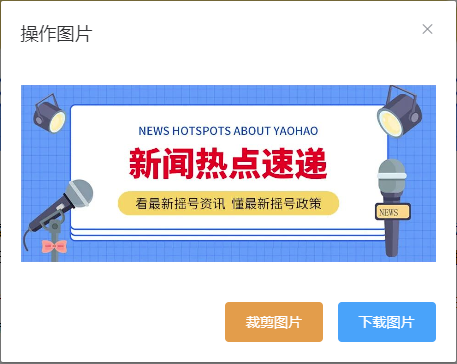 操作图片
NEWS HOTSPOTS ABOUT YAOHAO
新闻热点速递
看最新摇号资讯 懂最新摇号政策
NEWS
裁剪图片
下载图片